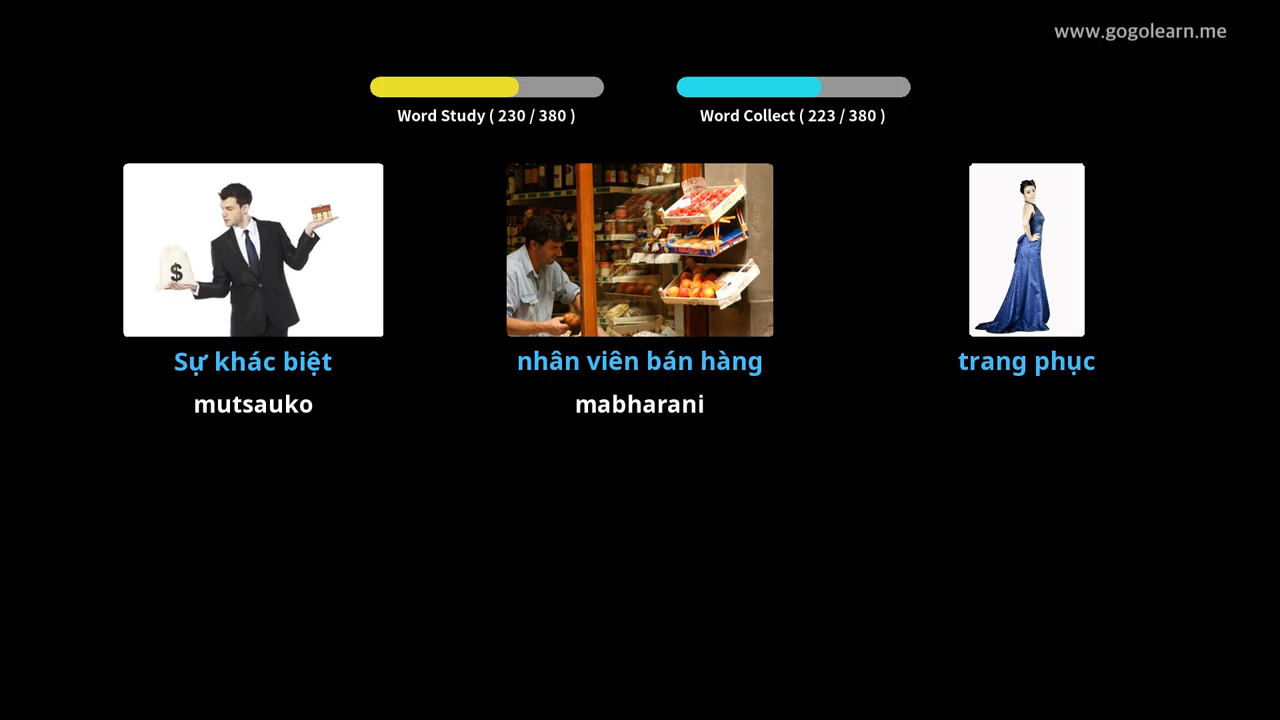 www.gogolearn.me
Word Study ( 230 / 380 )
Word Collect ( 223 / 380 )
$
Sự khác biệt
nhân viên bán hàng
trang phục
mutsauko
mabharani